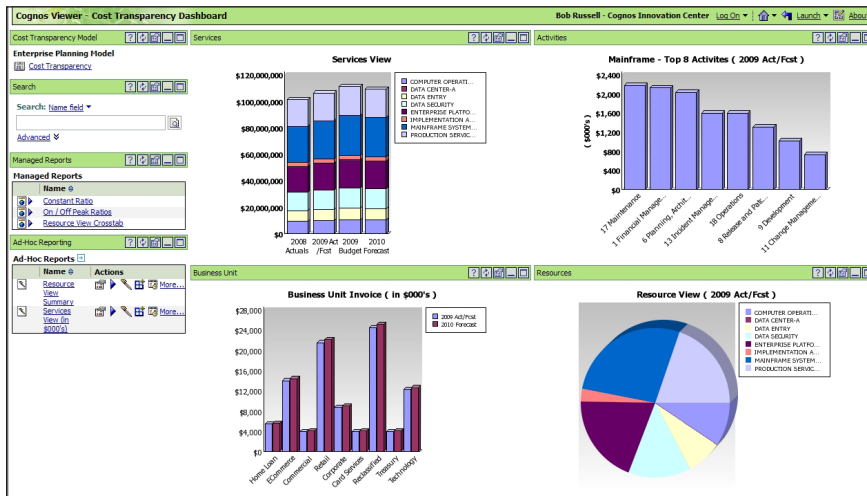 Cognos Viewer - Cost Transparency Dashboard
Bob Russell - Cognos Innovation Center Log On Launch About
Cost Transparency Model
Enterprise Planning Model
Cost Transparency
Search
Search: Name field
Advanced
Managed Reports
Managed Reports
Name
Constant Ratio
On / Off Peak Ratios
Resource View Crosstab
Ad-Hoc Reporting
Ad-Hoc Reports
Name Actions
Resource View Summary More...
Services View (in $000's) More...
Services
Services View
$120,000,000
$100,000,000
$80,000,000
$60,000,000
$40,000,000
$20,000,000
$0
2008 Actuals
2009 Act /Fcst
2009 Budget
2010 Forecast
COMPUTER OPERATI...
DATA CENTER-A
DATA ENTRY
DATA SECURITY
ENTERPRISE PLATFO...
IMPLEMENTATION A...
MAINFRAME SYSTEM...
PRODUCTION SERVIC...
Activities
Mainframe - Top 8 Activites ( 2009 Act/Fcst )
( $000's )
$2,400
$2,000
$1,600
$1,200
$800
$400
$0
17 Maintenance
1 Financial Manage...
6 Planning, Archit...
13 Incident Manage...
18 Operations
8 Release and Patc...
9 Development
11 Change Manageme...
Business Unit
Business Unit Invoice ( in $000's )
$28,000
$24,000
$20,000
$16,000
$12,000
$8,000
$4,000
$0
Home Loan
ECommerce
Commercial
Retail
Corporate
Card Services
Reclassified
Treasury
Technology
2009 Act/Fcst
2010 Forecast
Resources
Resource View ( 2009 Act/Fcst )
COMPUTER OPERATI...
DATA CENTER-A
DATA ENTRY
DATA SECURITY
ENTERPRISE PLATFO...
IMPLEMENTATION A...
MAINFRAME SYSTEM...
PRODUCTION SERVIC...